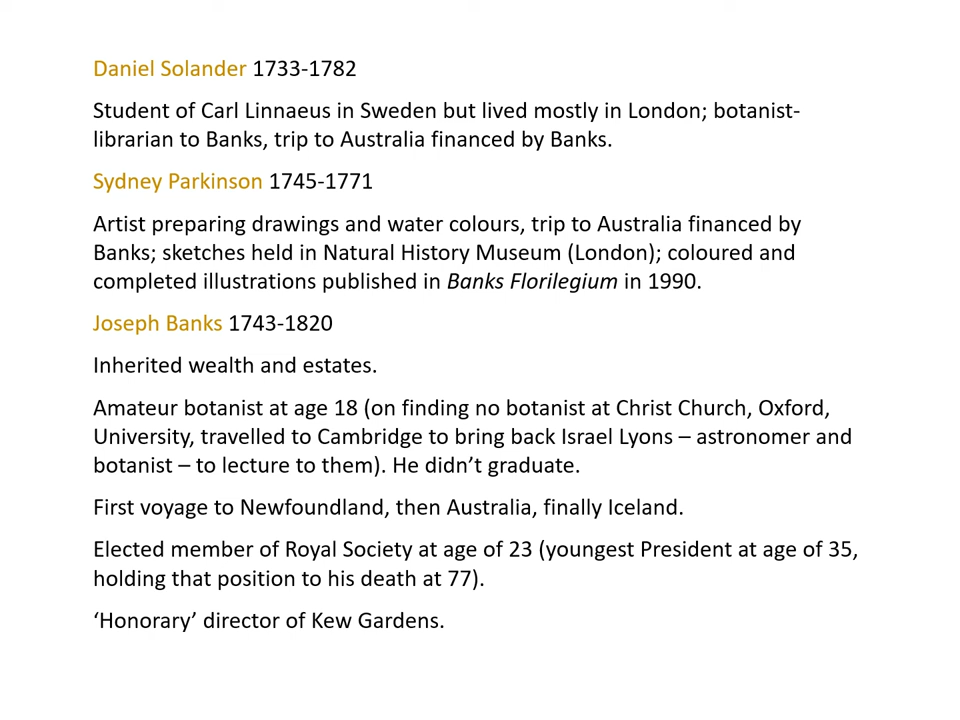 Daniel Solander 1733-1782
Student of Carl Linnaeus in Sweden but lived mostly in London; botanist-
librarian to Banks, trip to Australia financed by Banks.
Sydney Parkinson 1745-1771
Artist preparing drawings and water colours, trip to Australia financed by
Banks; sketches held in Natural History Museum (London); coloured and
completed illustrations published in Banks Florilegium in 1990.
Joseph Banks 1743-1820
Inherited wealth and estates.
Amateur botanist at age 18 (on finding no botanist at Christ Church, Oxford,
University, travelled to Cambridge to bring back Israel Lyons – astronomer and
botanist – to lecture to them). He didn’t graduate.
First voyage to Newfoundland, then Australia, finally Iceland.
Elected member of Royal Society at age of 23 (youngest President at age of 35,
holding that position to his death at 77).
‘Honorary’ director of Kew Gardens.